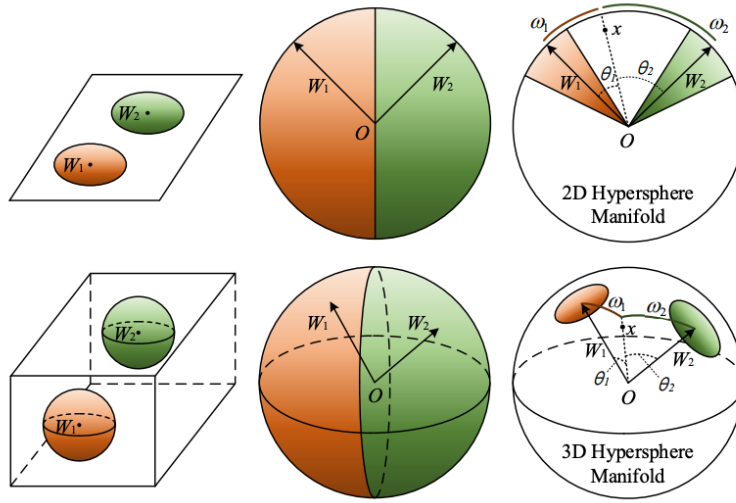 W₂
W₁
W₁
W₂
O
ω₁
ω₂
x
θ₁
θ₂
W₁
W₂
O
2D Hypersphere
Manifold
W₂
W₁
W₁
W₂
O
ω₁
ω₂
x
W₁
W₂
θ₁
θ₂
O
3D Hypersphere
Manifold